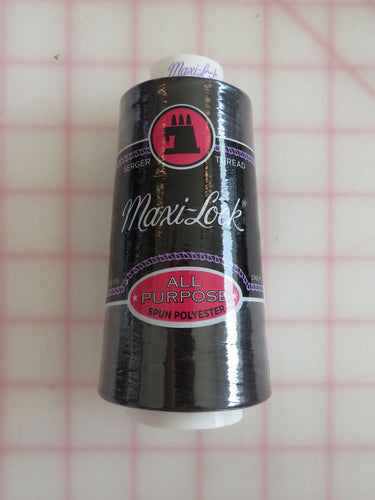 Maxi-Lock
SERGER THREAD
Maxi-Lock®
ALL
PURPOSE
SPUN POLYESTER